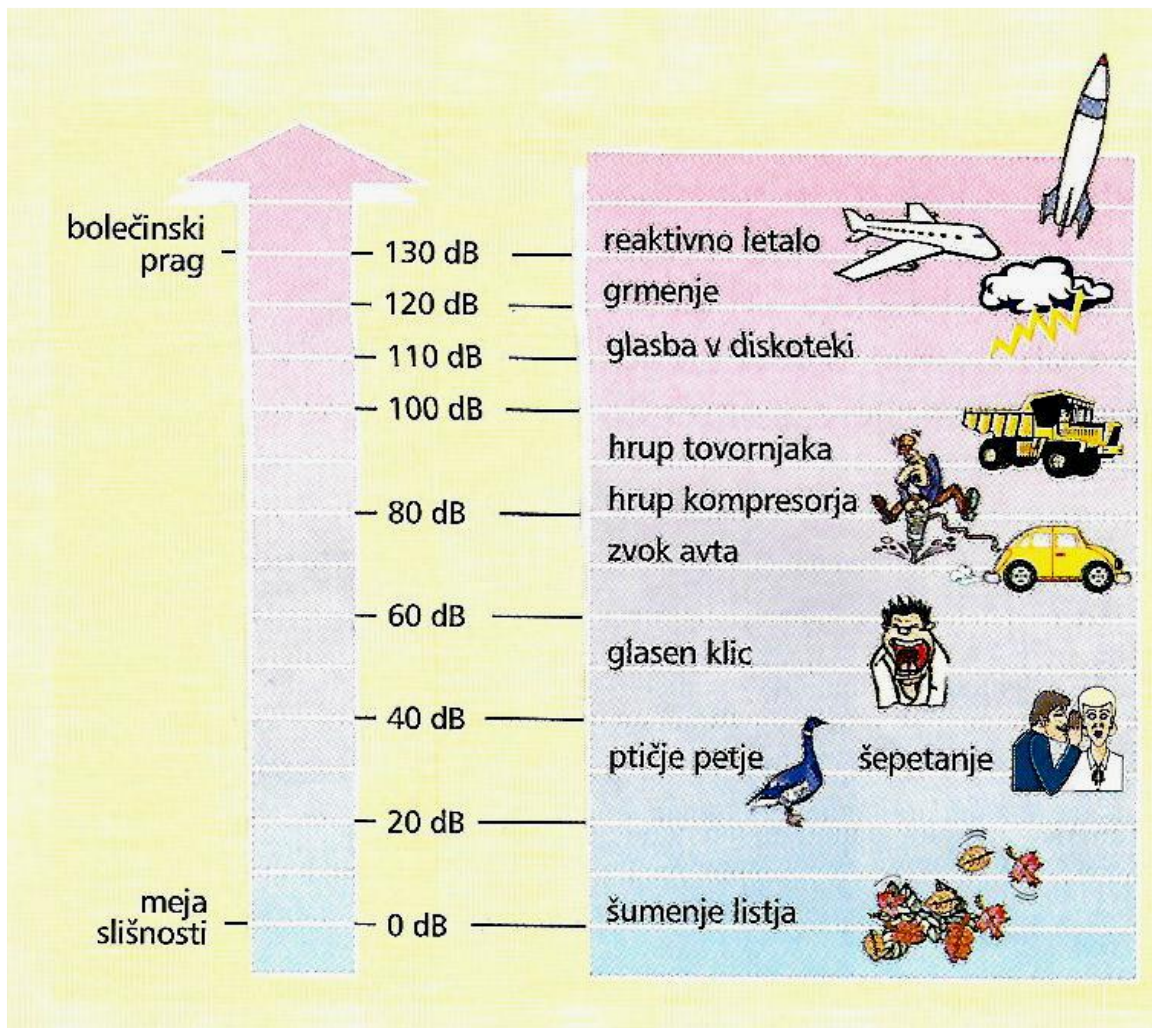 bolečinski
prag
130 dB
reaktivno letalo
120 dB
grmenje
110 dB
glasba v diskoteki
100 dB
hrup tovornjaka
hrup kompresorja
80 dB
zvok avta
60 dB
glasen klic
40 dB
ptičje petje
šepetanje
20 dB
meja
slišnosti
0 dB
šumenje listja